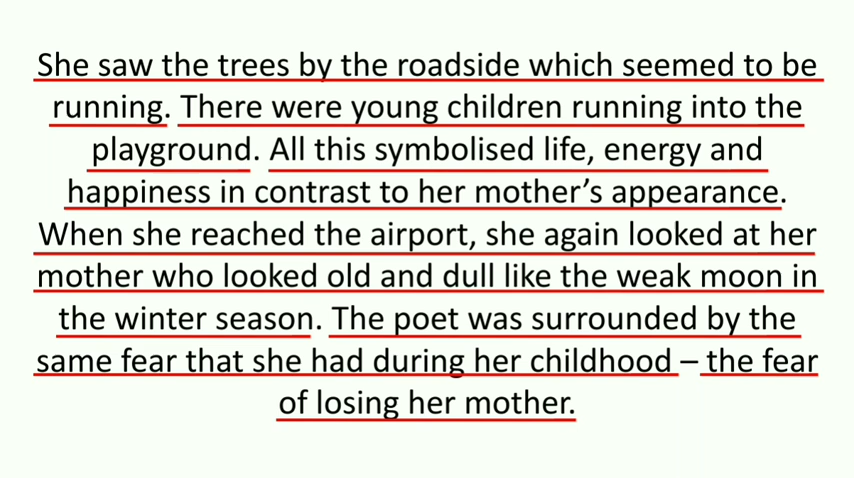 She saw the trees by the roadside which seemed to be
running. There were young children running into the
playground. All this symbolised life, energy and
happiness in contrast to her mother’s appearance.
When she reached the airport, she again looked at her
mother who looked old and dull like the weak moon in
the winter season. The poet was surrounded by the
same fear that she had during her childhood – the fear
of losing her mother.